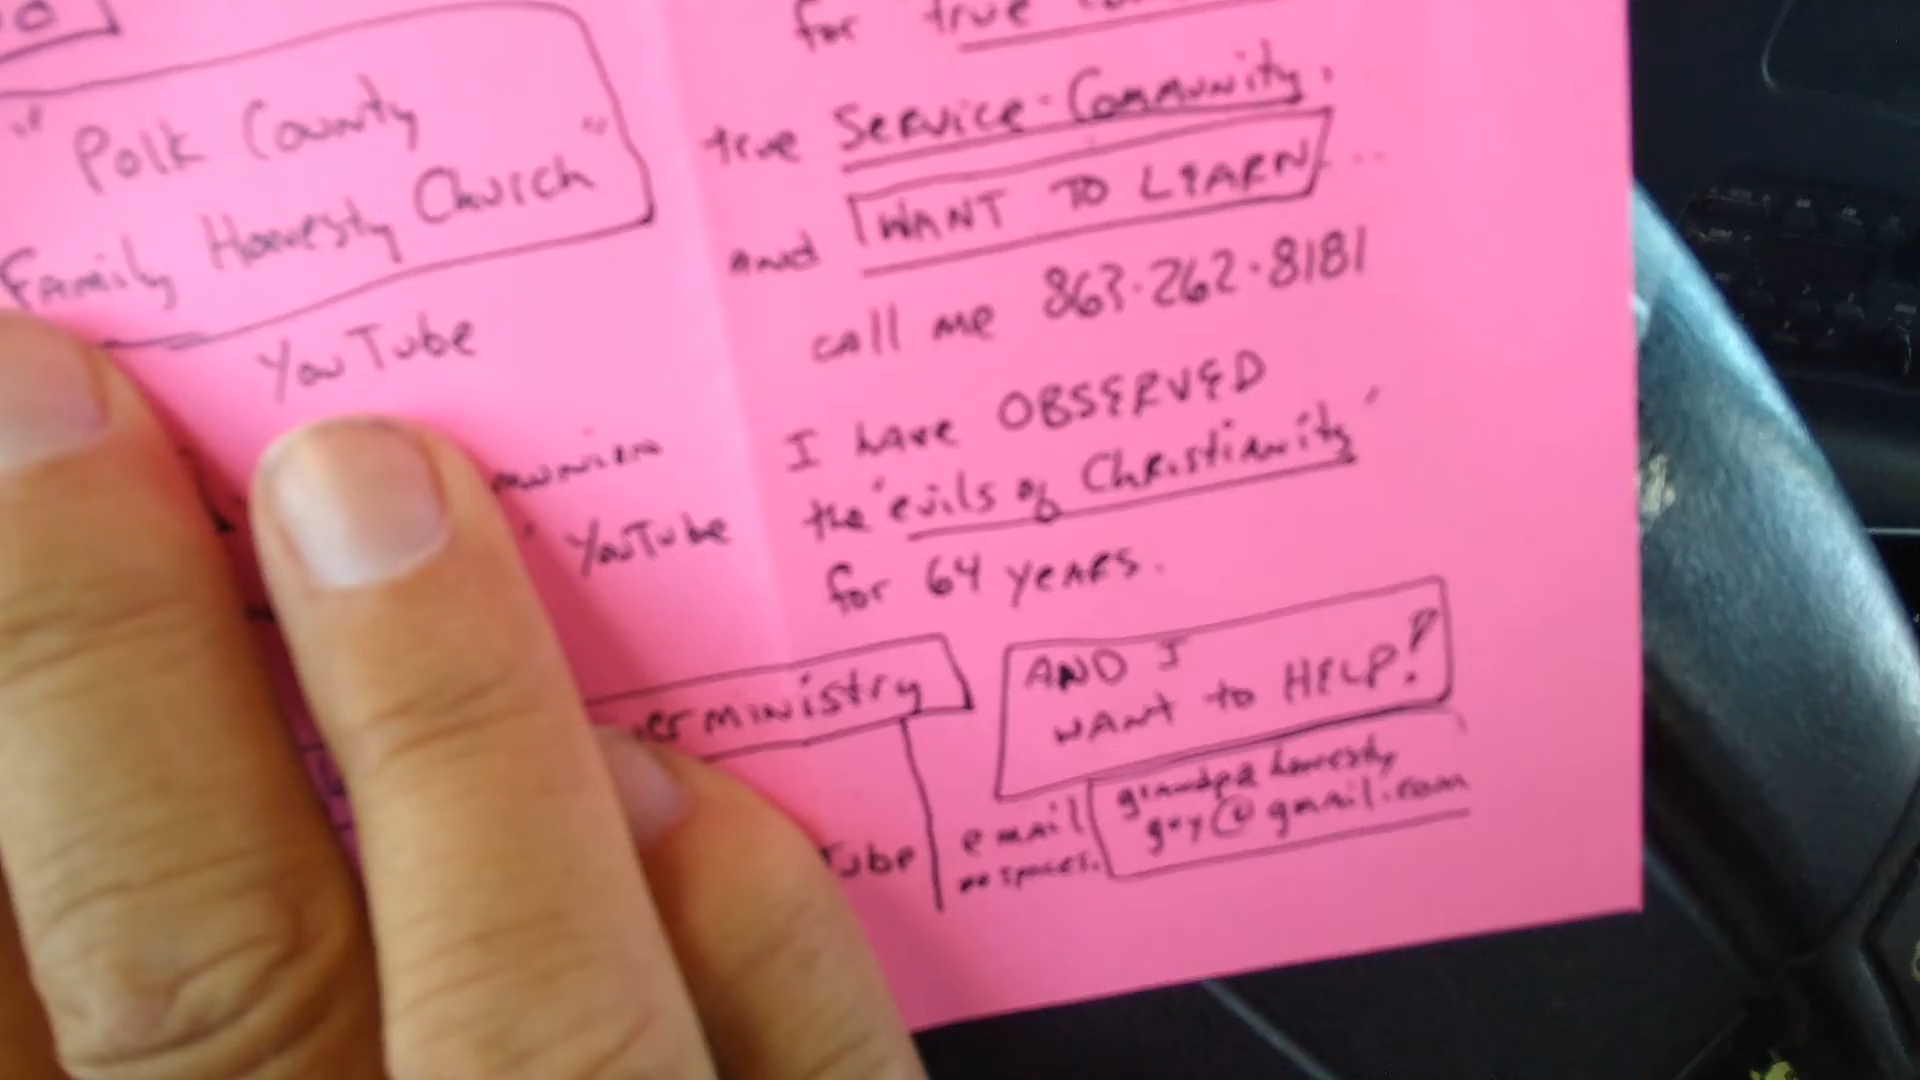 "Polk County
Family Honesty Church"
YouTube
YouTube
for true
true Service-Community.
and WANT TO LEARN...
call me 863-262-8181
I have OBSERVED
the "evils of Christianity"
for 64 years.
AND I
WANT to HELP!
email grandpa honesty
no spaces. guy@gmail.com